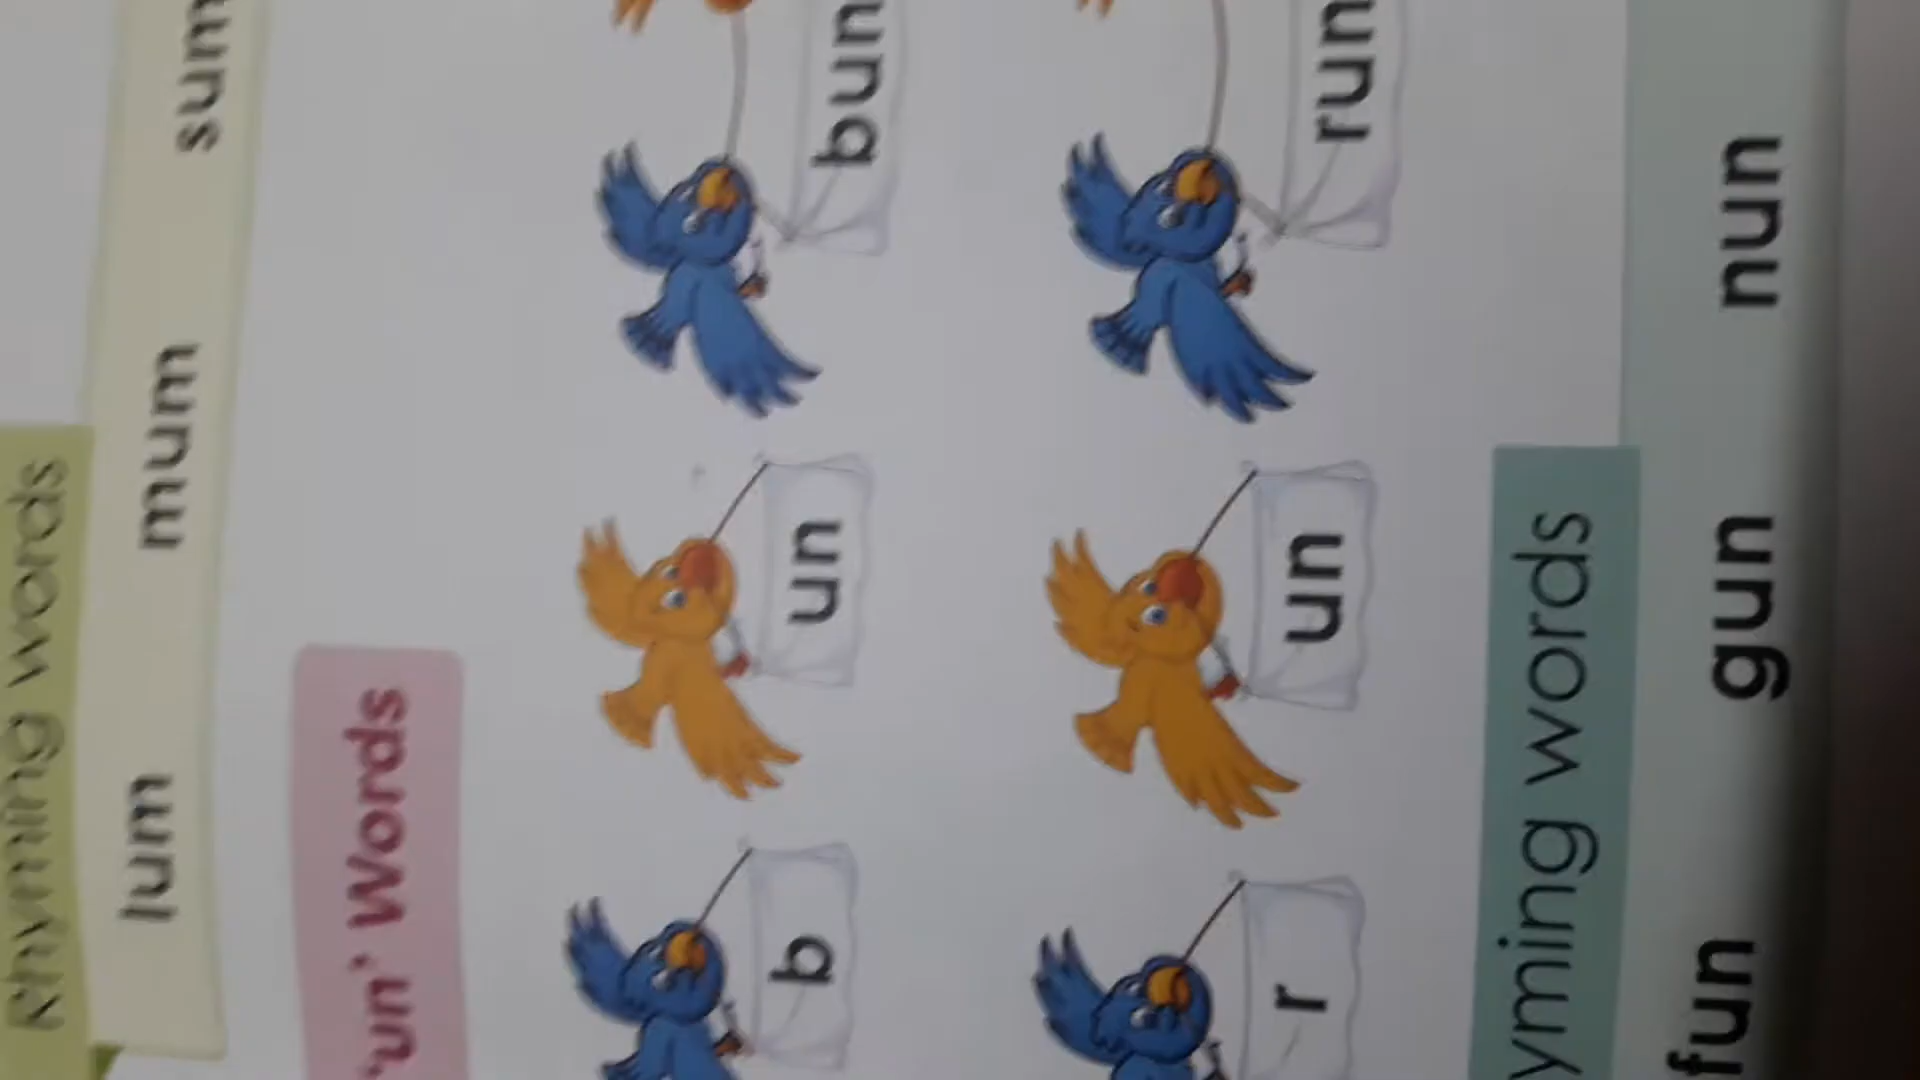 Rhyming words
lum mum sum
'un' Words
b un bun
r un run
yming words
fun gun nun